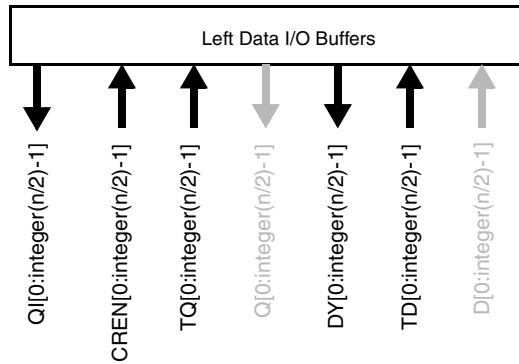 Left Data I/O Buffers
QI[0:integer(n/2)-1]
CREN[0:integer(n/2)-1]
TQ[0:integer(n/2)-1]
Q[0:integer(n/2)-1]
DY[0:integer(n/2)-1]
TD[0:integer(n/2)-1]
D[0:integer(n/2)-1]